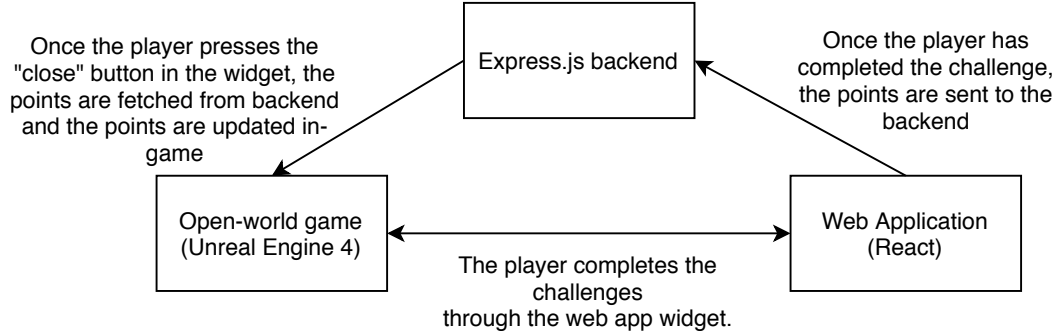 Once the player presses the
"close" button in the widget, the
points are fetched from backend
and the points are updated in-
game
Express.js backend
Once the player has
completed the challenge,
the points are sent to the
backend
Open-world game
(Unreal Engine 4)
Web Application
(React)
The player completes the
challenges
through the web app widget.